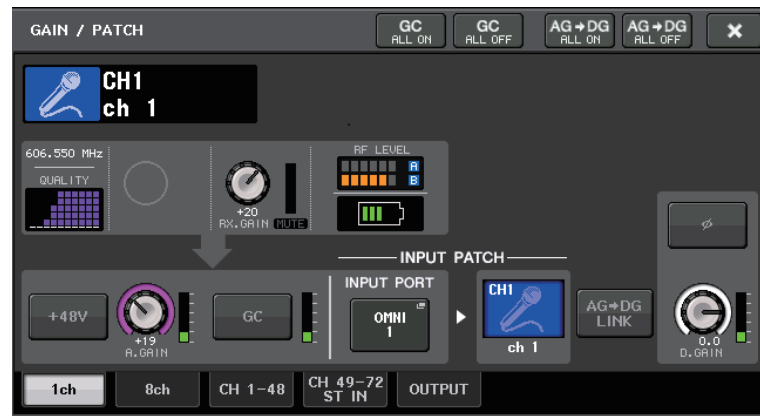 GAIN / PATCH
GC
ALL ON
GC
ALL OFF
AG→DG
ALL ON
AG→DG
ALL OFF
CH1
ch 1
606.550 MHz
QUALITY
+20
RX.GAIN MUTE
RF LEVEL
A
B
INPUT PATCH
+48V
+19
A.GAIN
GC
INPUT PORT
OMNI
1
CH1
ch 1
AG→DG
LINK
ø
0.0
D.GAIN
1ch
8ch
CH 1-48
CH 49-72
ST IN
OUTPUT